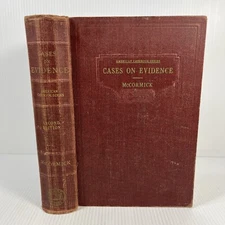 CASES
ON
EVIDENCE
SECOND
EDITION
McCORMICK
AMERICAN CASEBOOK SERIES
CASES ON EVIDENCE
McCORMICK